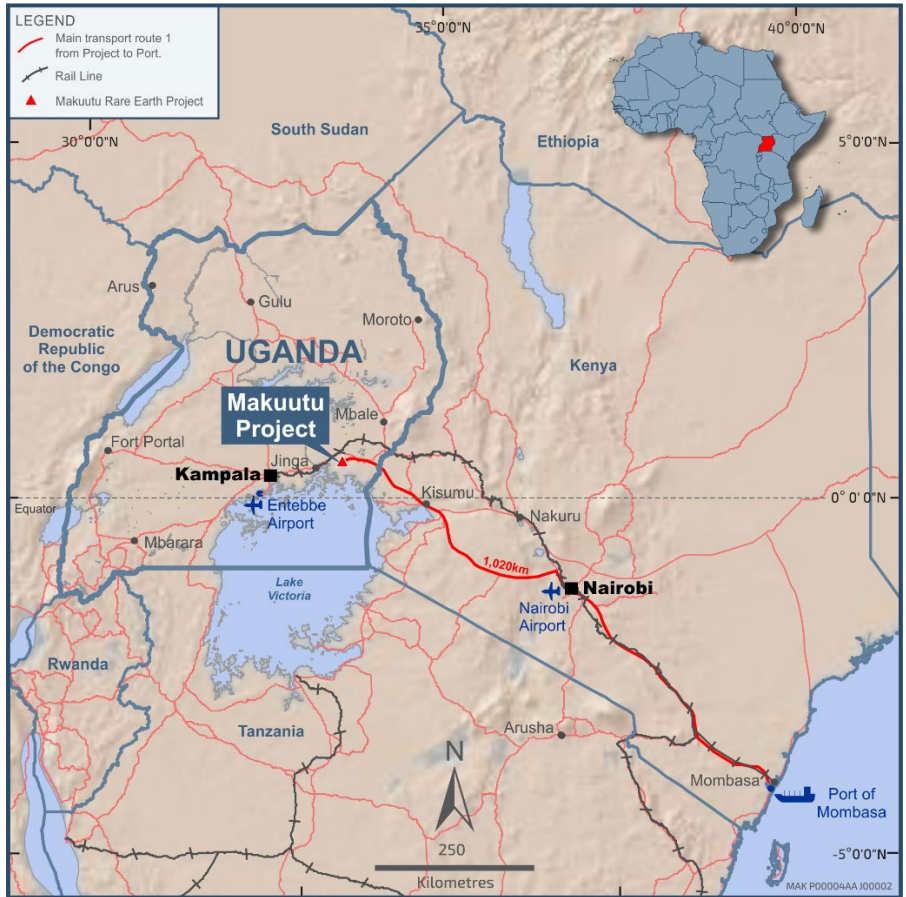 LEGEND
Main transport route 1
from Project to Port.
Rail Line
Makuutu Rare Earth Project
35°0'0"N
40°0'0"N
30°0'0"N
5°0'0"N
South Sudan
Ethiopia
Arus
Gulu
Moroto
Democratic
Republic
of the Congo
UGANDA
Kenya
Makuutu
Project
Mbale
Fort Portal
Jinga
Kampala
Kisumu
0°0'0"N
Equator
Entebbe
Airport
Nakuru
Mbarara
1,020km
Lake
Victoria
Nairobi
Nairobi
Airport
Rwanda
Tanzania
Arusha
N
Mombasa
Port of
Mombasa
250
Kilometres
-5°0'0"N
MAK P00004AA J00002